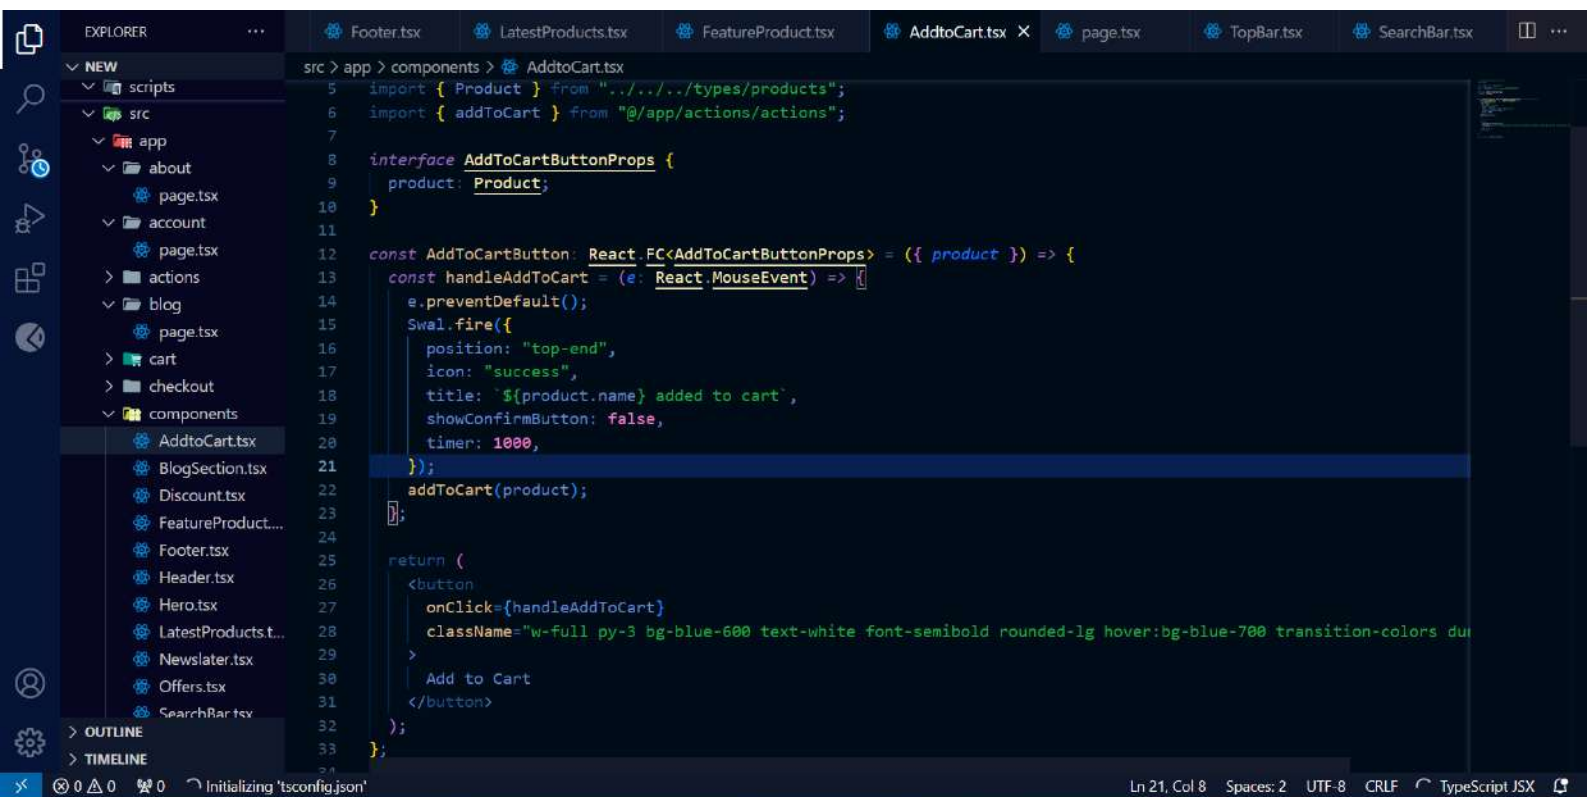 EXPLORER
Footer.tsx
LatestProducts.tsx
FeatureProduct.tsx
AddtoCart.tsx
page.tsx
TopBar.tsx
SearchBar.tsx
NEW
scripts
src
app
about
page.tsx
account
page.tsx
actions
blog
page.tsx
cart
checkout
components
AddtoCart.tsx
BlogSection.tsx
Discount.tsx
FeatureProduct....
Footer.tsx
Header.tsx
Hero.tsx
LatestProducts.t...
Newslater.tsx
Offers.tsx
SearchBar.tsx
OUTLINE
TIMELINE
src > app > components > AddtoCart.tsx
5 import { Product } from "../../../types/products";
6 import { addToCart } from "@/app/actions/actions";
7
8 interface AddToCartButtonProps {
9 product: Product;
10 }
11
12 const AddToCartButton: React.FC<AddToCartButtonProps> = ({ product }) => {
13 const handleAddToCart = (e: React.MouseEvent) => {
14 e.preventDefault();
15 Swal.fire({
16 position: "top-end",
17 icon: "success",
18 title: `${product.name} added to cart`,
19 showConfirmButton: false,
20 timer: 1000,
21 });
22 addToCart(product);
23 };
24
25 return (
26 <button
27 onClick={handleAddToCart}
28 className="w-full py-3 bg-blue-600 text-white font-semibold rounded-lg hover:bg-blue-700 transition-colors dur
29 >
30 Add to Cart
31 </button>
32 );
33 };
34
0 0 0 Initializing 'tsconfig.json' Ln 21, Col 8 Spaces: 2 UTF-8 CRLF TypeScript JSX